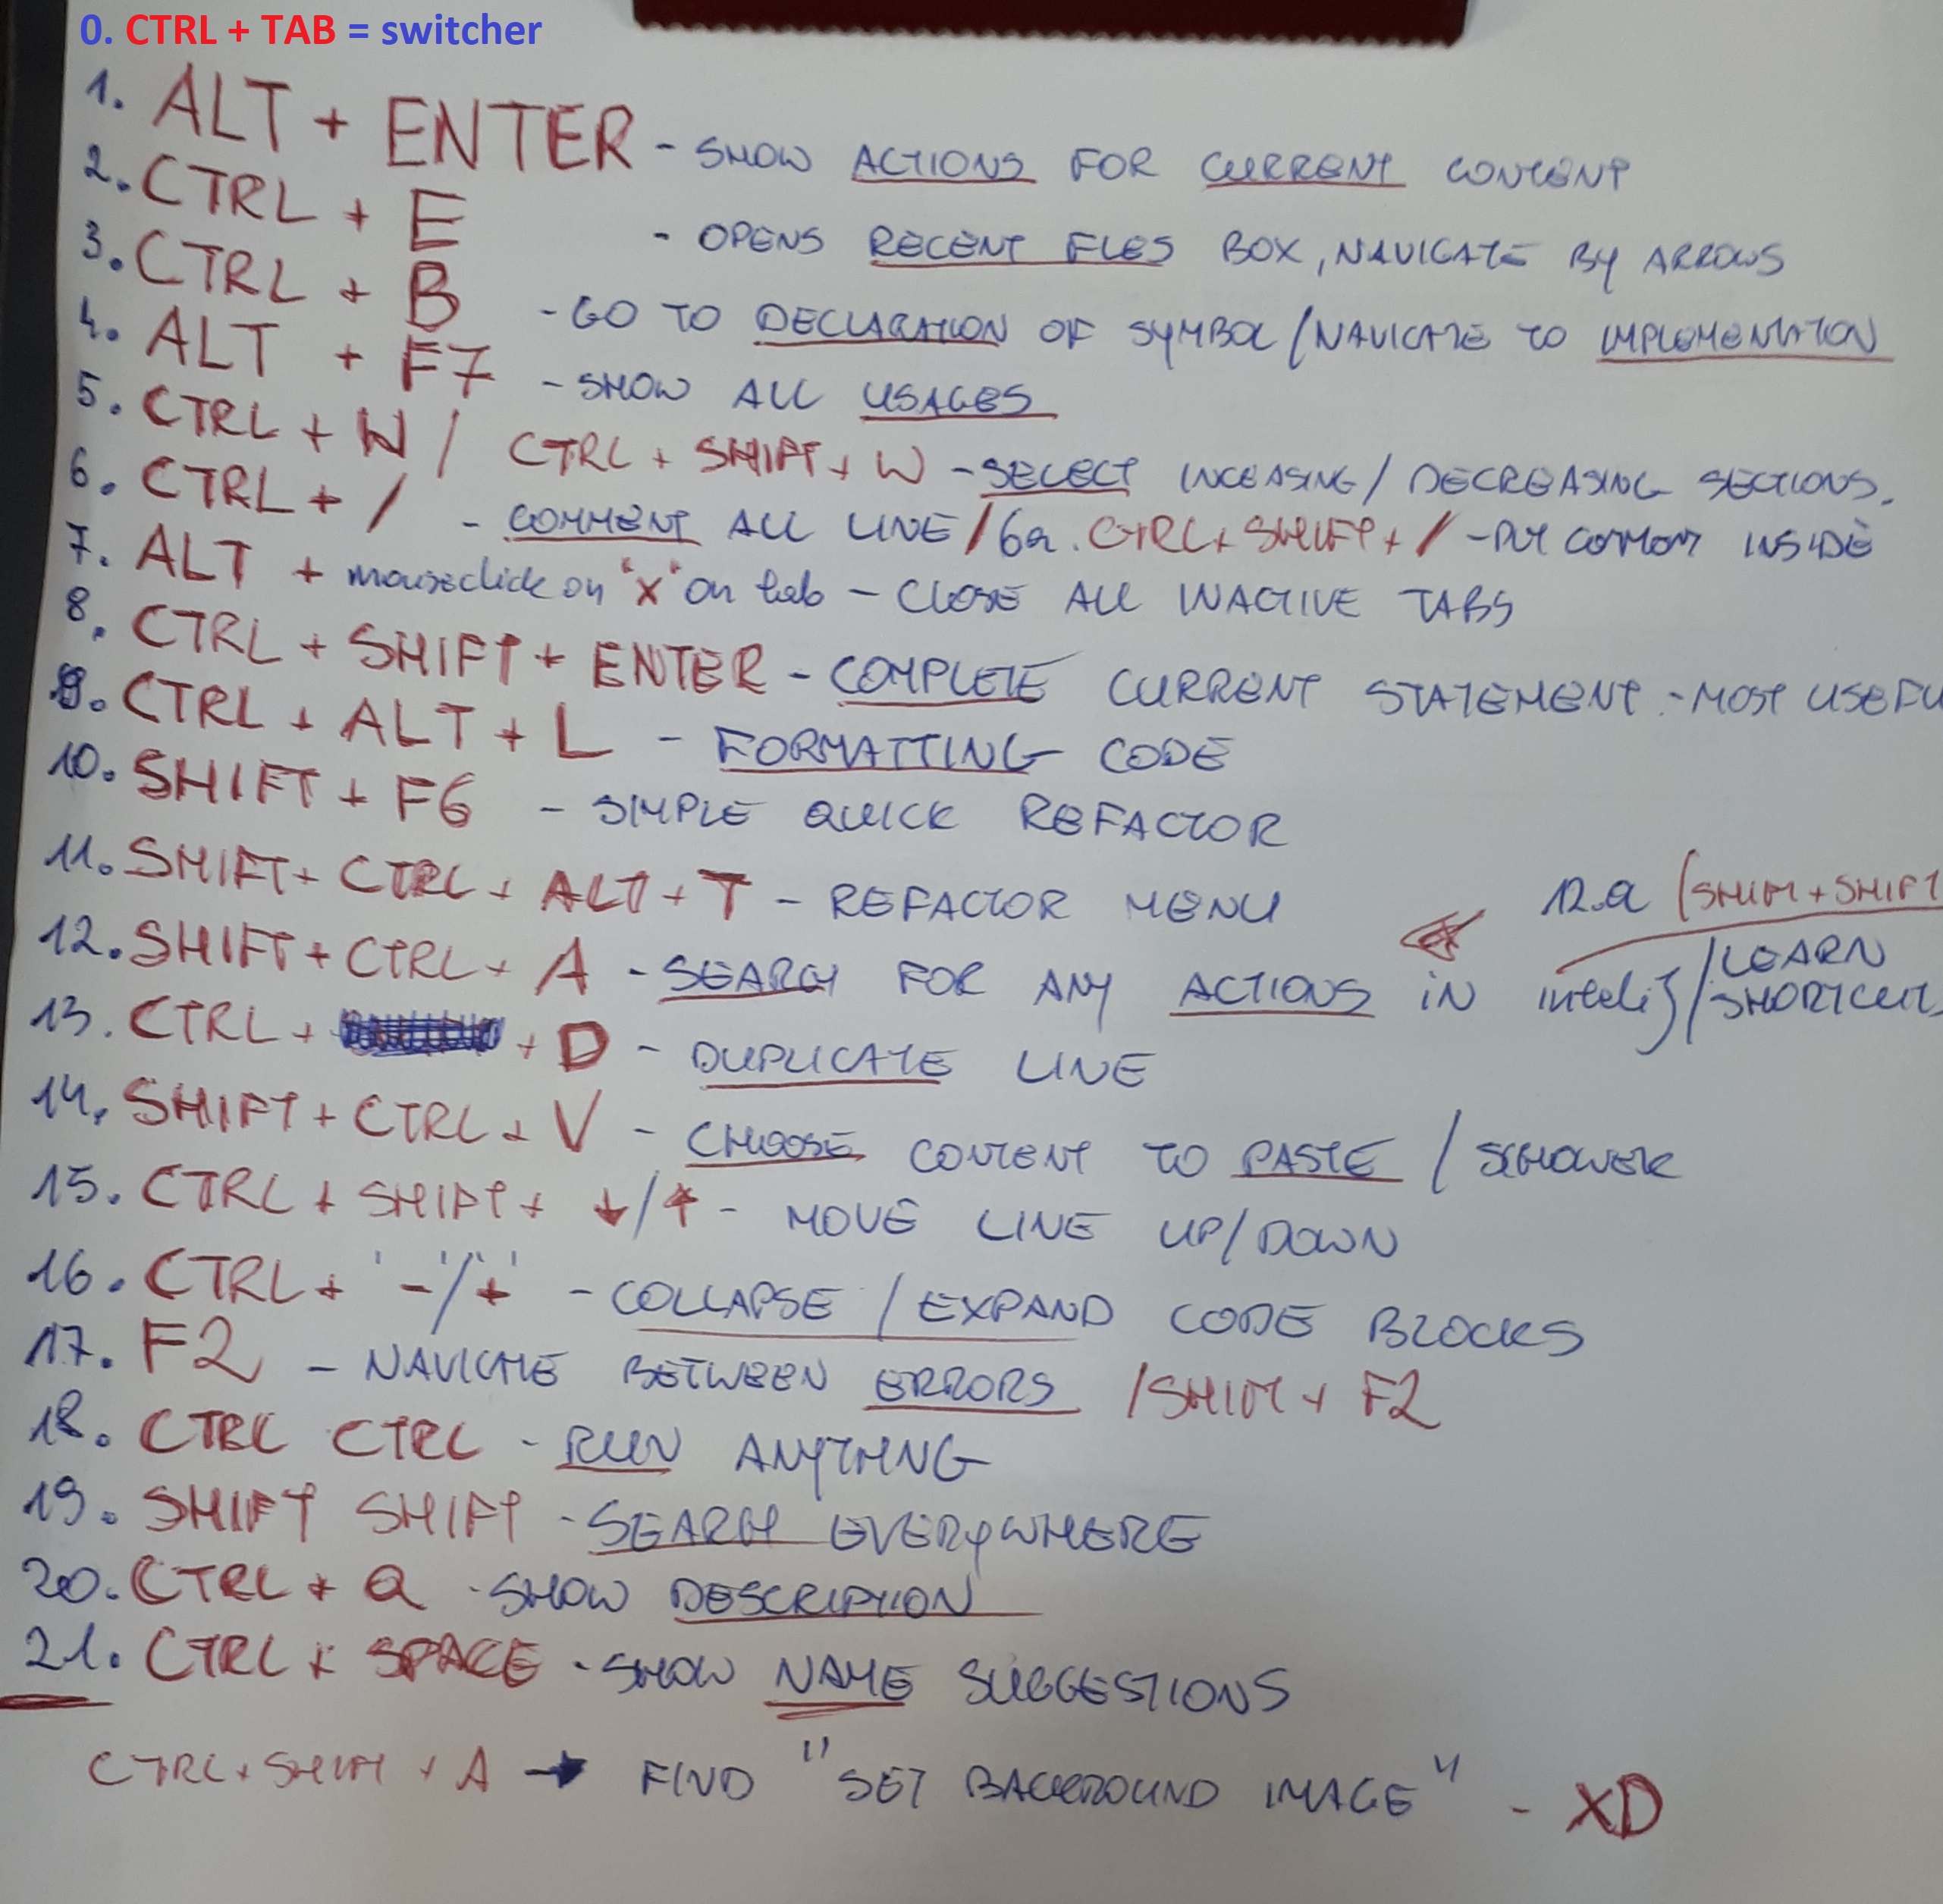 0. CTRL + TAB = switcher
1. ALT + ENTER - SHOW ACTIONS FOR CURRENT CONTENT
2. CTRL + E - OPENS RECENT FILES BOX, NAVIGATE BY ARROWS
3. CTRL + B - GO TO DECLARATION OF SYMBOL / NAVIGATE TO IMPLEMENTATION
4. ALT + F7 - SHOW ALL USAGES
5. CTRL + W / CTRL + SHIFT + W - SELECT INCEASING / DECREASING SECTIONS.
6. CTRL + / - COMMENT ALL LINE / 6a. CTRL + SHIFT + / - PUT COMMENT INSIDE
7. ALT + mouseclick on "x" on tab - CLOSE ALL INACTIVE TABS
8. CTRL + SHIFT + ENTER - COMPLETE CURRENT STATEMENT - MOST USEFU
9. CTRL + ALT + L - FORMATTING CODE
10. SHIFT + F6 - SIMPLE QUICK REFACTOR
11. SHIFT + CTRL + ALT + T - REFACTOR MENU
12.a (SHIFT + SHIFT
12. SHIFT + CTRL + A - SEARCH FOR ANY ACTIONS IN intelij / LEARN SHORTCUT
13. CTRL + + D - DUPLICATE LINE
14. SHIFT + CTRL + V - CHOOSE CONTENT TO PASTE / SCHOWEK
15. CTRL + SHIFT + ↓/↑ - MOVE LINE UP/DOWN
16. CTRL + '-'/'+' - COLLAPSE / EXPAND CODE BLOCKS
17. F2 - NAVIGATE BETWEEN ERRORS / SHIFT + F2
18. CTRL CTRL - RUN ANYTHING
19. SHIFT SHIFT - SEARCH EVERYWHERE
20. CTRL + Q - SHOW DESCRIPTION
21. CTRL + SPACE - SHOW NAME SUGGESTIONS
CTRL + SHIFT + A → FIND "SET BACKGROUND IMAGE" - XD